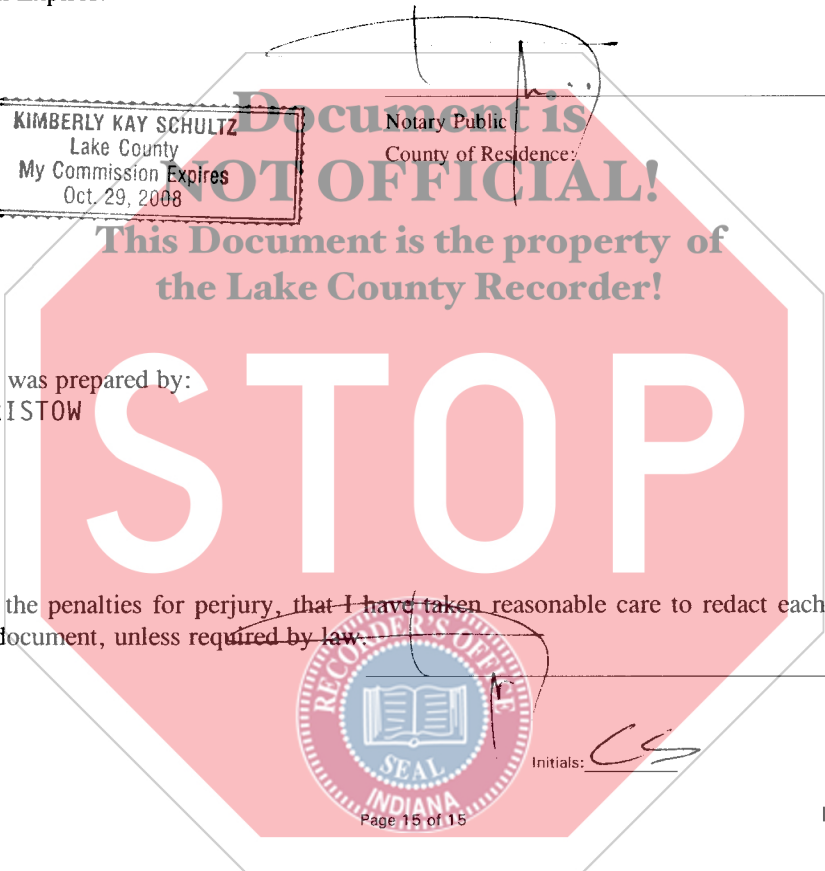 Document is
KIMBERLY KAY SCHULTZ
Lake County
My Commission Expires
Oct. 29, 2008
Notary Public
County of Residence:
NOT OFFICIAL!
This Document is the property of
the Lake County Recorder!
was prepared by:
ISTOW
STOP
the penalties for perjury, that I have taken reasonable care to redact each
document, unless required by law.
RECORDER'S OFFICE
SEAL
INDIANA
Initials: CS
Page 15 of 15